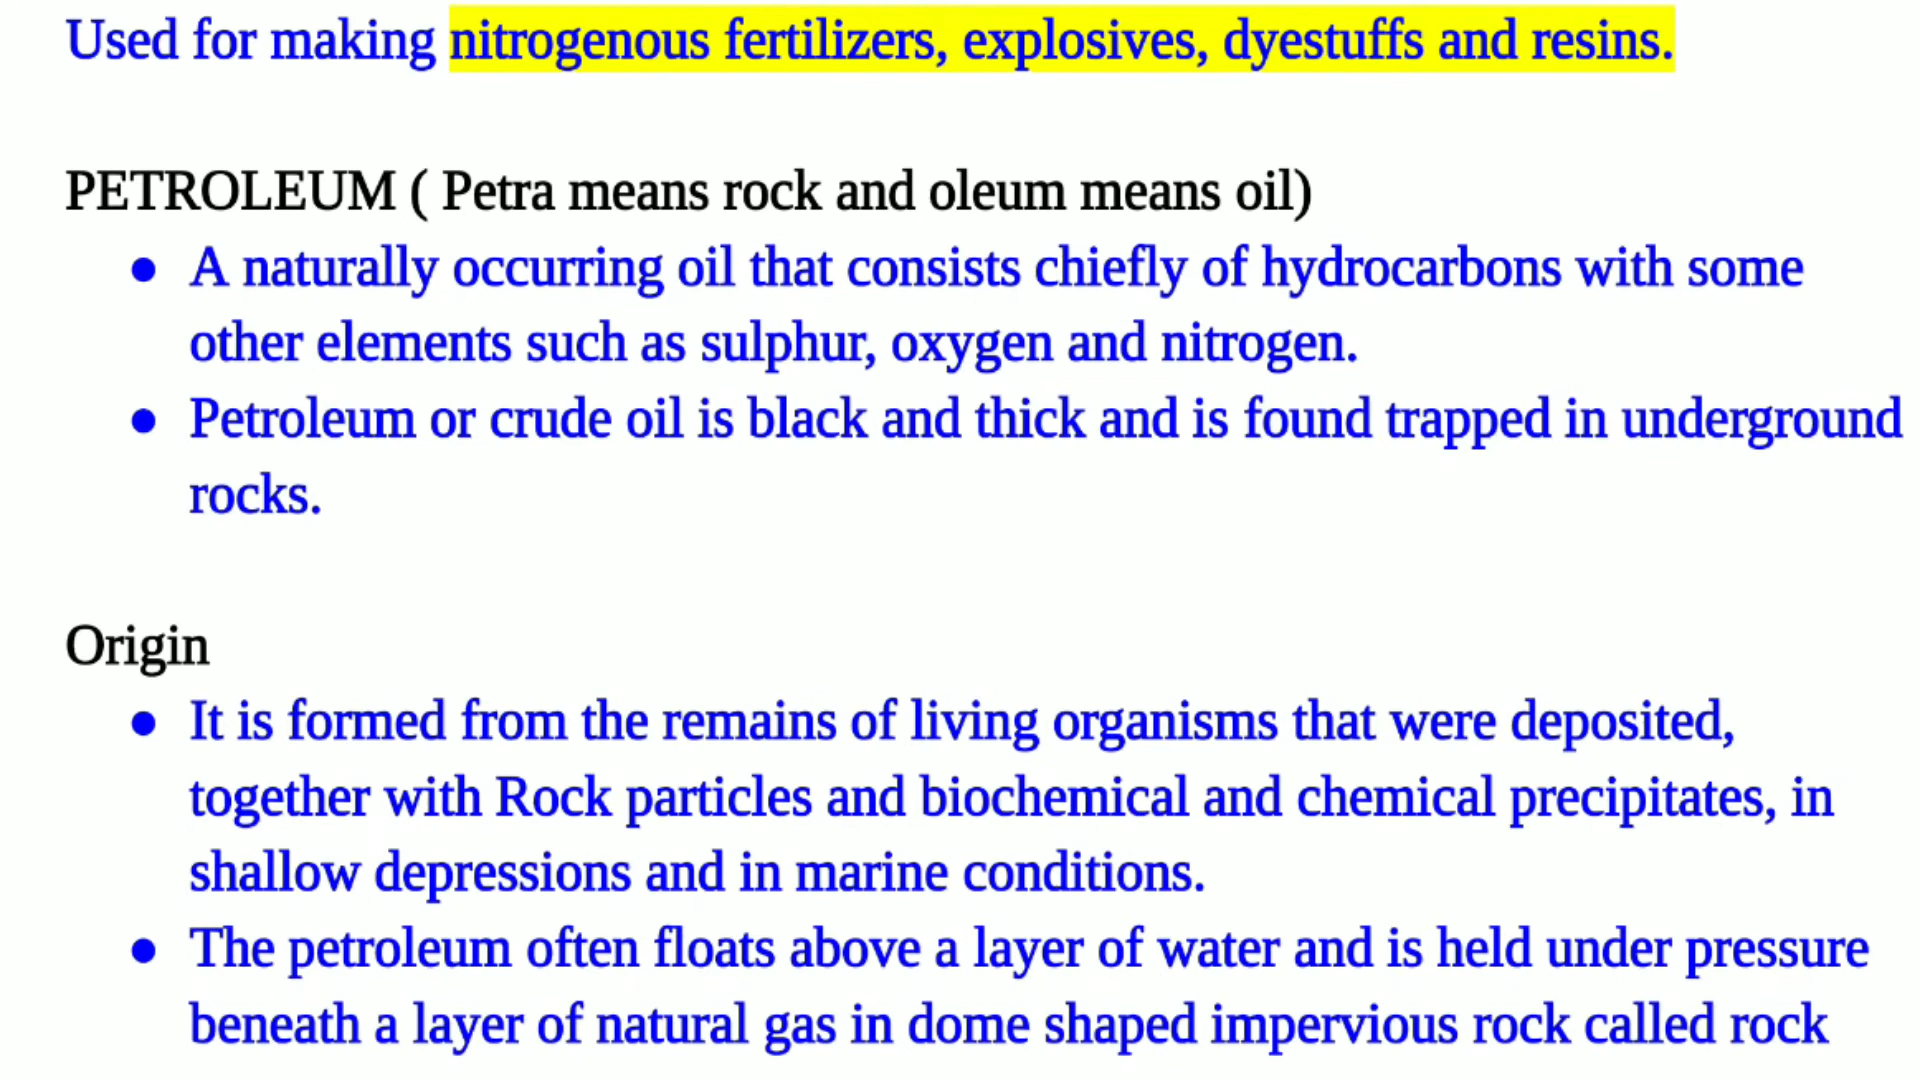 Used for making nitrogenous fertilizers, explosives, dyestuffs and resins.
PETROLEUM ( Petra means rock and oleum means oil)
● A naturally occurring oil that consists chiefly of hydrocarbons with some
other elements such as sulphur, oxygen and nitrogen.
● Petroleum or crude oil is black and thick and is found trapped in underground
rocks.
Origin
● It is formed from the remains of living organisms that were deposited,
together with Rock particles and biochemical and chemical precipitates, in
shallow depressions and in marine conditions.
● The petroleum often floats above a layer of water and is held under pressure
beneath a layer of natural gas in dome shaped impervious rock called rock